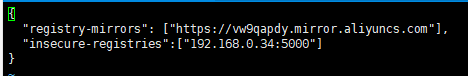 {
"registry-mirrors": ["https://vw9qapdy.mirror.aliyuncs.com"],
"insecure-registries":["192.168.0.34:5000"]
}
~